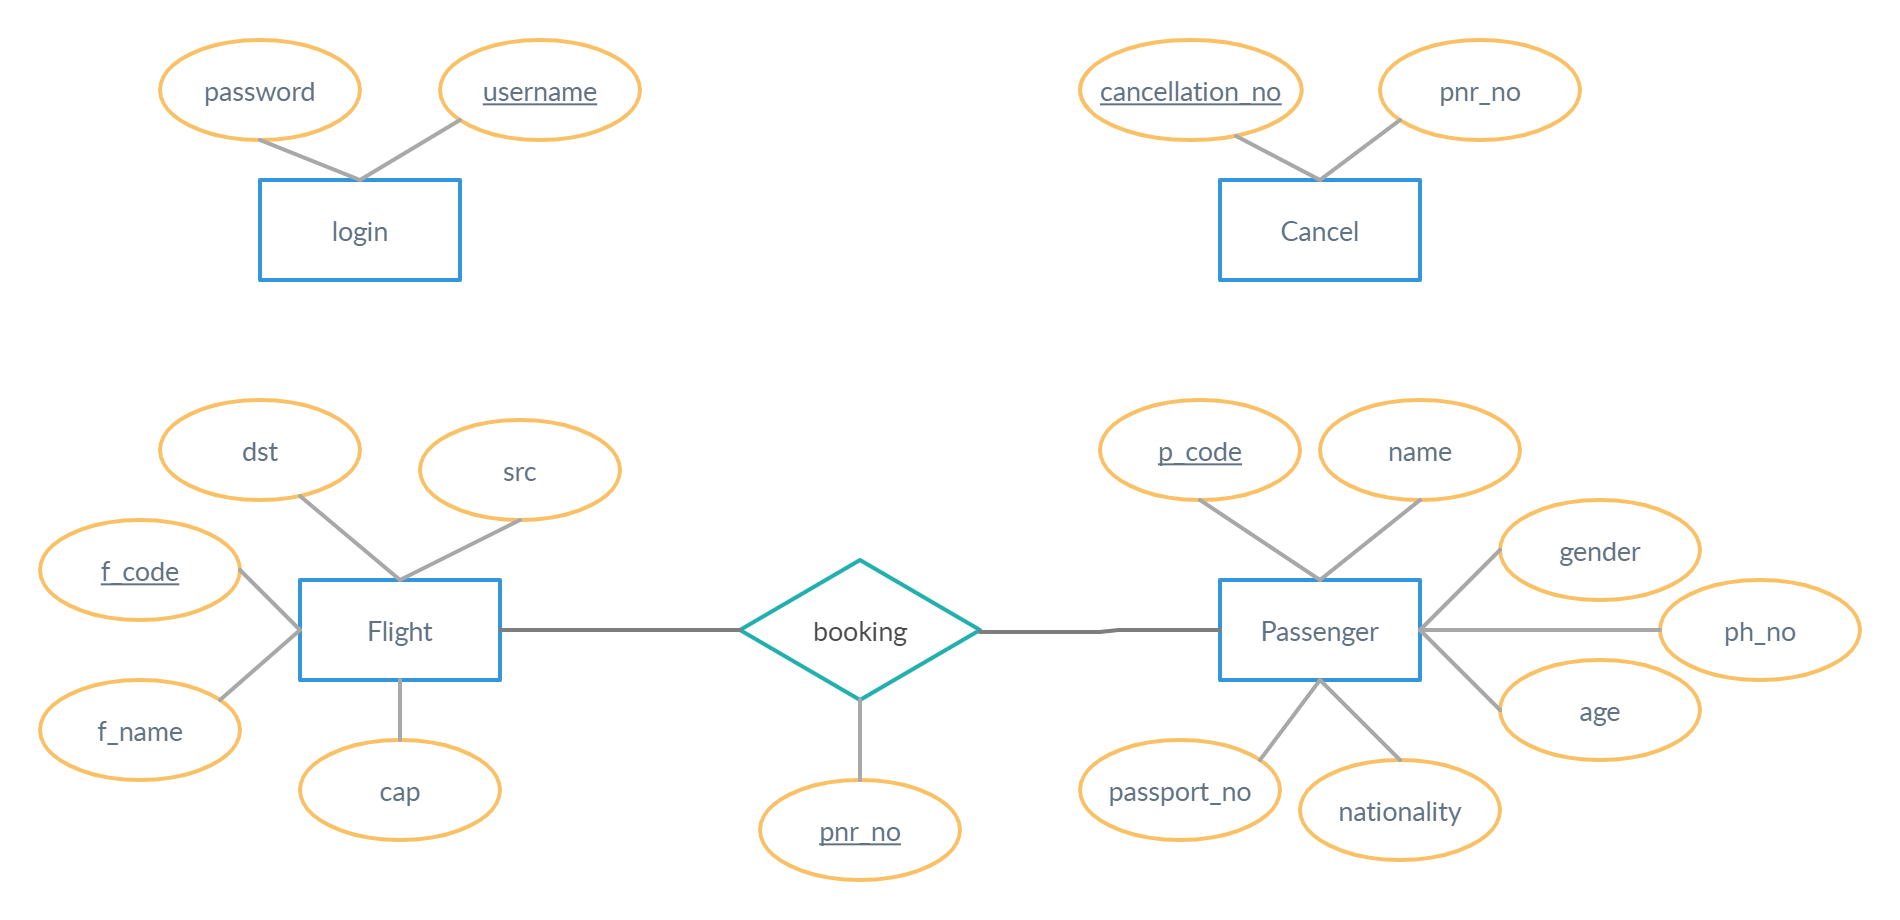 password
username
cancellation_no
pnr_no
login
Cancel
dst
src
p_code
name
f_code
gender
Flight
booking
Passenger
ph_no
f_name
age
cap
pnr_no
passport_no
nationality